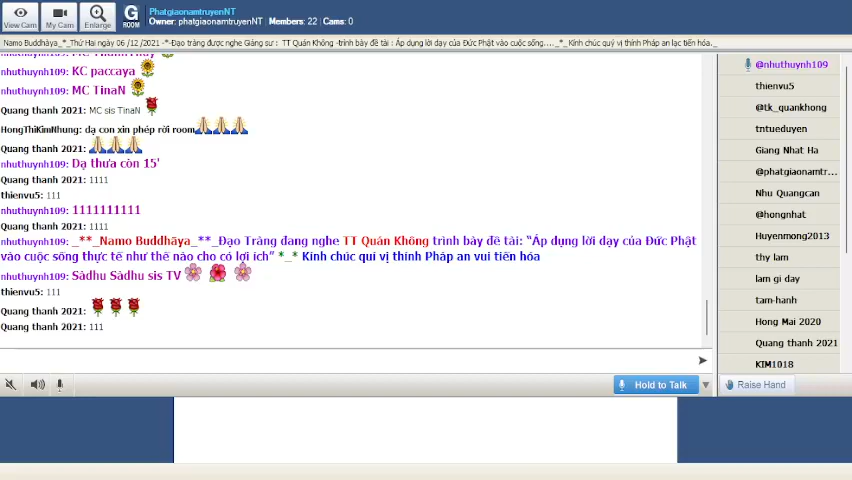 PhatgiaonamtruyenNT
Owner: phatgiaonamtruyenNT | Members: 22 | Cams: 0
View Cam
My Cam
Enlarge
G
ROOM
Namo Buddhāya_*_Thứ Hai ngày 06 /12 /2021 -*-Đạo tràng được nghe Giảng sư : TT Quán Không -trình bày đề tài : Áp dụng lời dạy của Đức Phật vào cuộc sống...._*_ Kính chúc quý vị thính Pháp an lạc tiến hóa._
nhuthuynh109: KC paccaya
nhuthuynh109: MC TinaN
Quang thanh 2021: MC sis TinaN
HongThiKimNhung: dạ con xin phép rời room
Quang thanh 2021:
nhuthuynh109: Dạ thưa còn 15'
Quang thanh 2021: 1111
thienvu5: 111
nhuthuynh109: 1111111111
Quang thanh 2021: 1111
nhuthuynh109: _**_Namo Buddhāya_**_Đạo Tràng đang nghe TT Quán Không trình bày đề tài: “Áp dụng lời dạy của Đức Phật
vào cuộc sống thực tế như thế nào cho có lợi ích” *_* Kính chúc quí vị thính Pháp an vui tiến hóa
nhuthuynh109: Sàdhu Sàdhu sis TV
thienvu5: 111
Quang thanh 2021:
Quang thanh 2021: 111
@nhuthuynh109
thienvu5
@tk_quankhong
tntueduyen
Giang Nhat Ha
@phatgiaonamtr...
Nhu Quangcan
@hongnhat
Huyenmong2013
thy lam
lam gi day
tam-hanh
Hong Mai 2020
Quang thanh 2021
KIM1018
Hold to Talk
Raise Hand